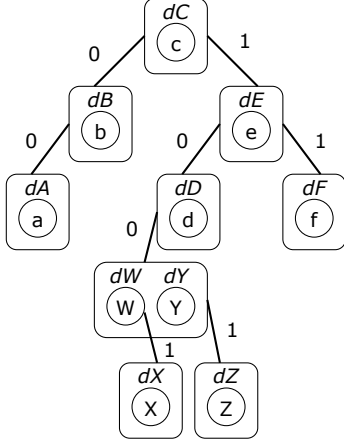 dC
c
0 1
dB dE
b e
0 0 1
dA dD dF
a d f
0
dW dY
W Y
1 1
dX dZ
X Z